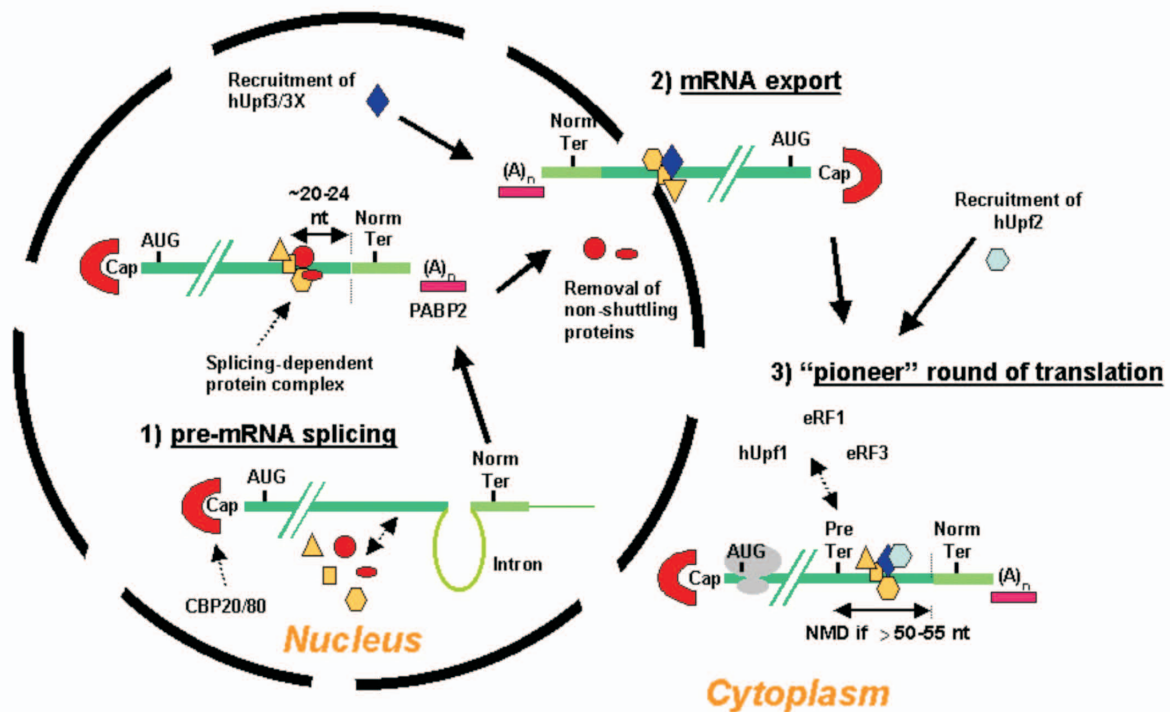 Recruitment of
hUpf3/3X
2) mRNA export
Norm
Ter
AUG
(A)n
Cap
~20-24
nt
Norm
Ter
AUG
Cap
(A)n
PABP2
Recruitment of
hUpf2
Removal of
non-shuttling
proteins
Splicing-dependent
protein complex
3) “pioneer” round of translation
1) pre-mRNA splicing
eRF1
hUpf1
eRF3
Norm
Ter
AUG
Cap
Intron
CBP20/80
Pre
Ter
Norm
Ter
AUG
Cap
(A)n
NMD if >50-55 nt
Nucleus
Cytoplasm